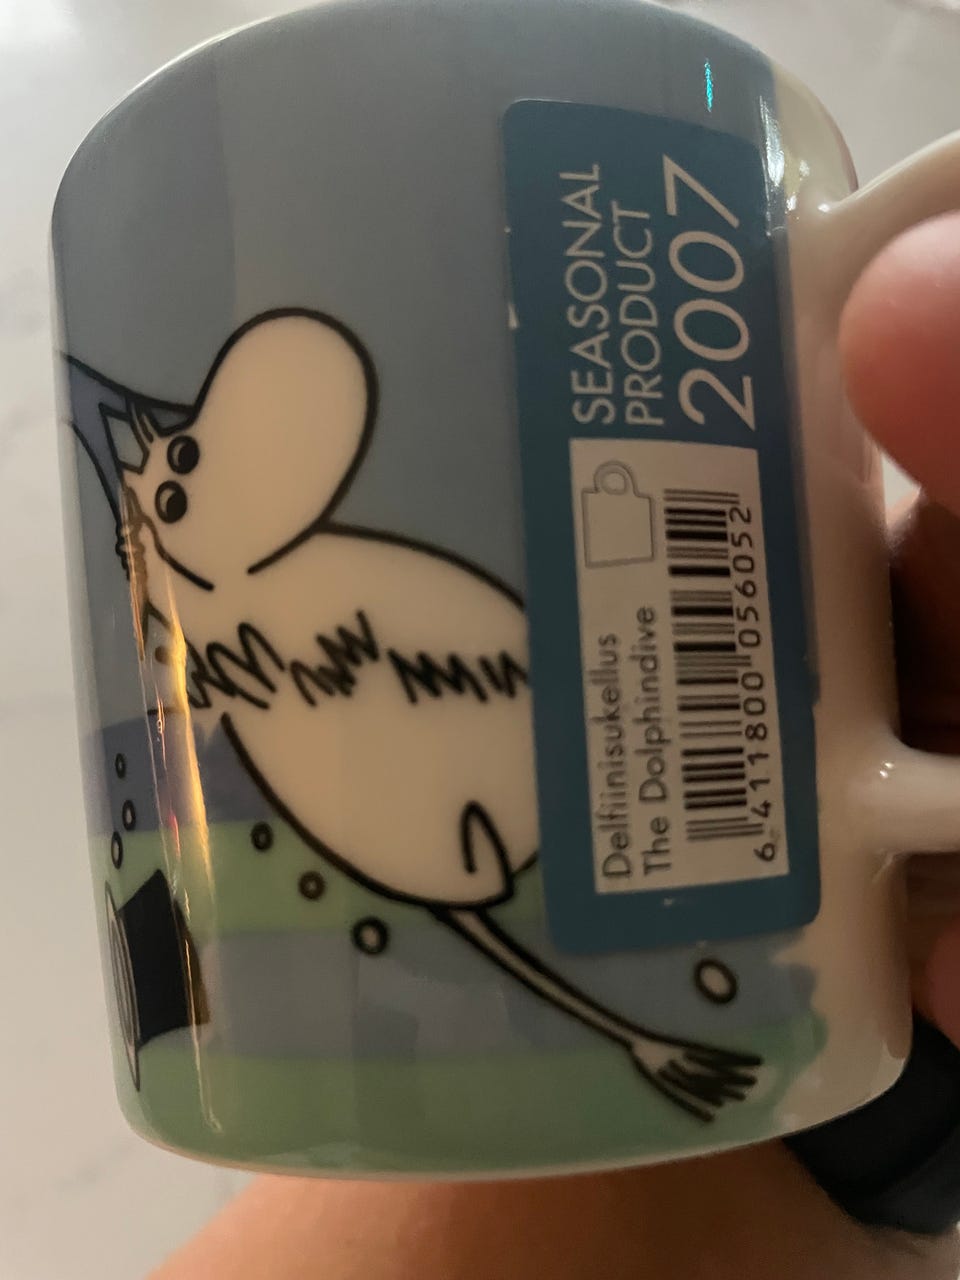 SEASONAL
PRODUCT
2007
Delfiinisukellus
The Dolphindive
6 411800 056052